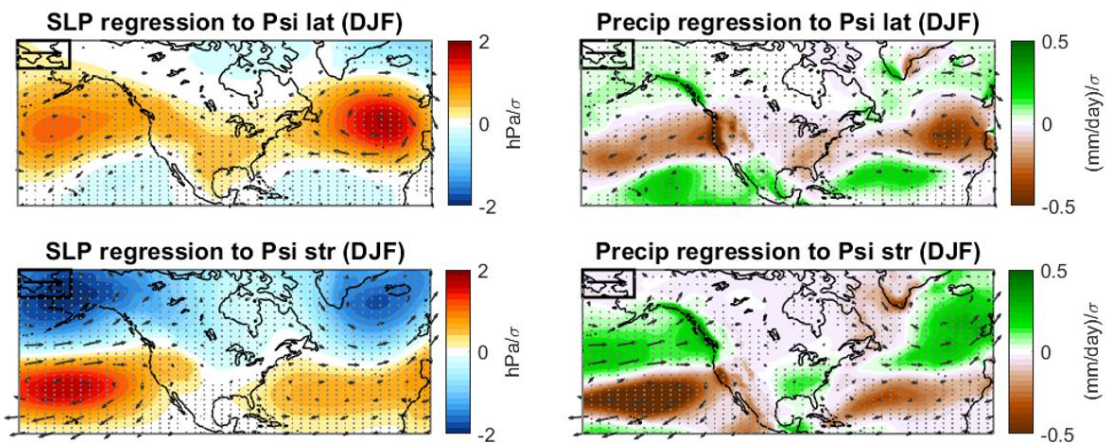 SLP regression to Psi lat (DJF)
2
0
-2
hPa/σ
Precip regression to Psi lat (DJF)
0.5
0
-0.5
(mm/day)/σ
SLP regression to Psi str (DJF)
2
0
-2
hPa/σ
Precip regression to Psi str (DJF)
0.5
0
-0.5
(mm/day)/σ